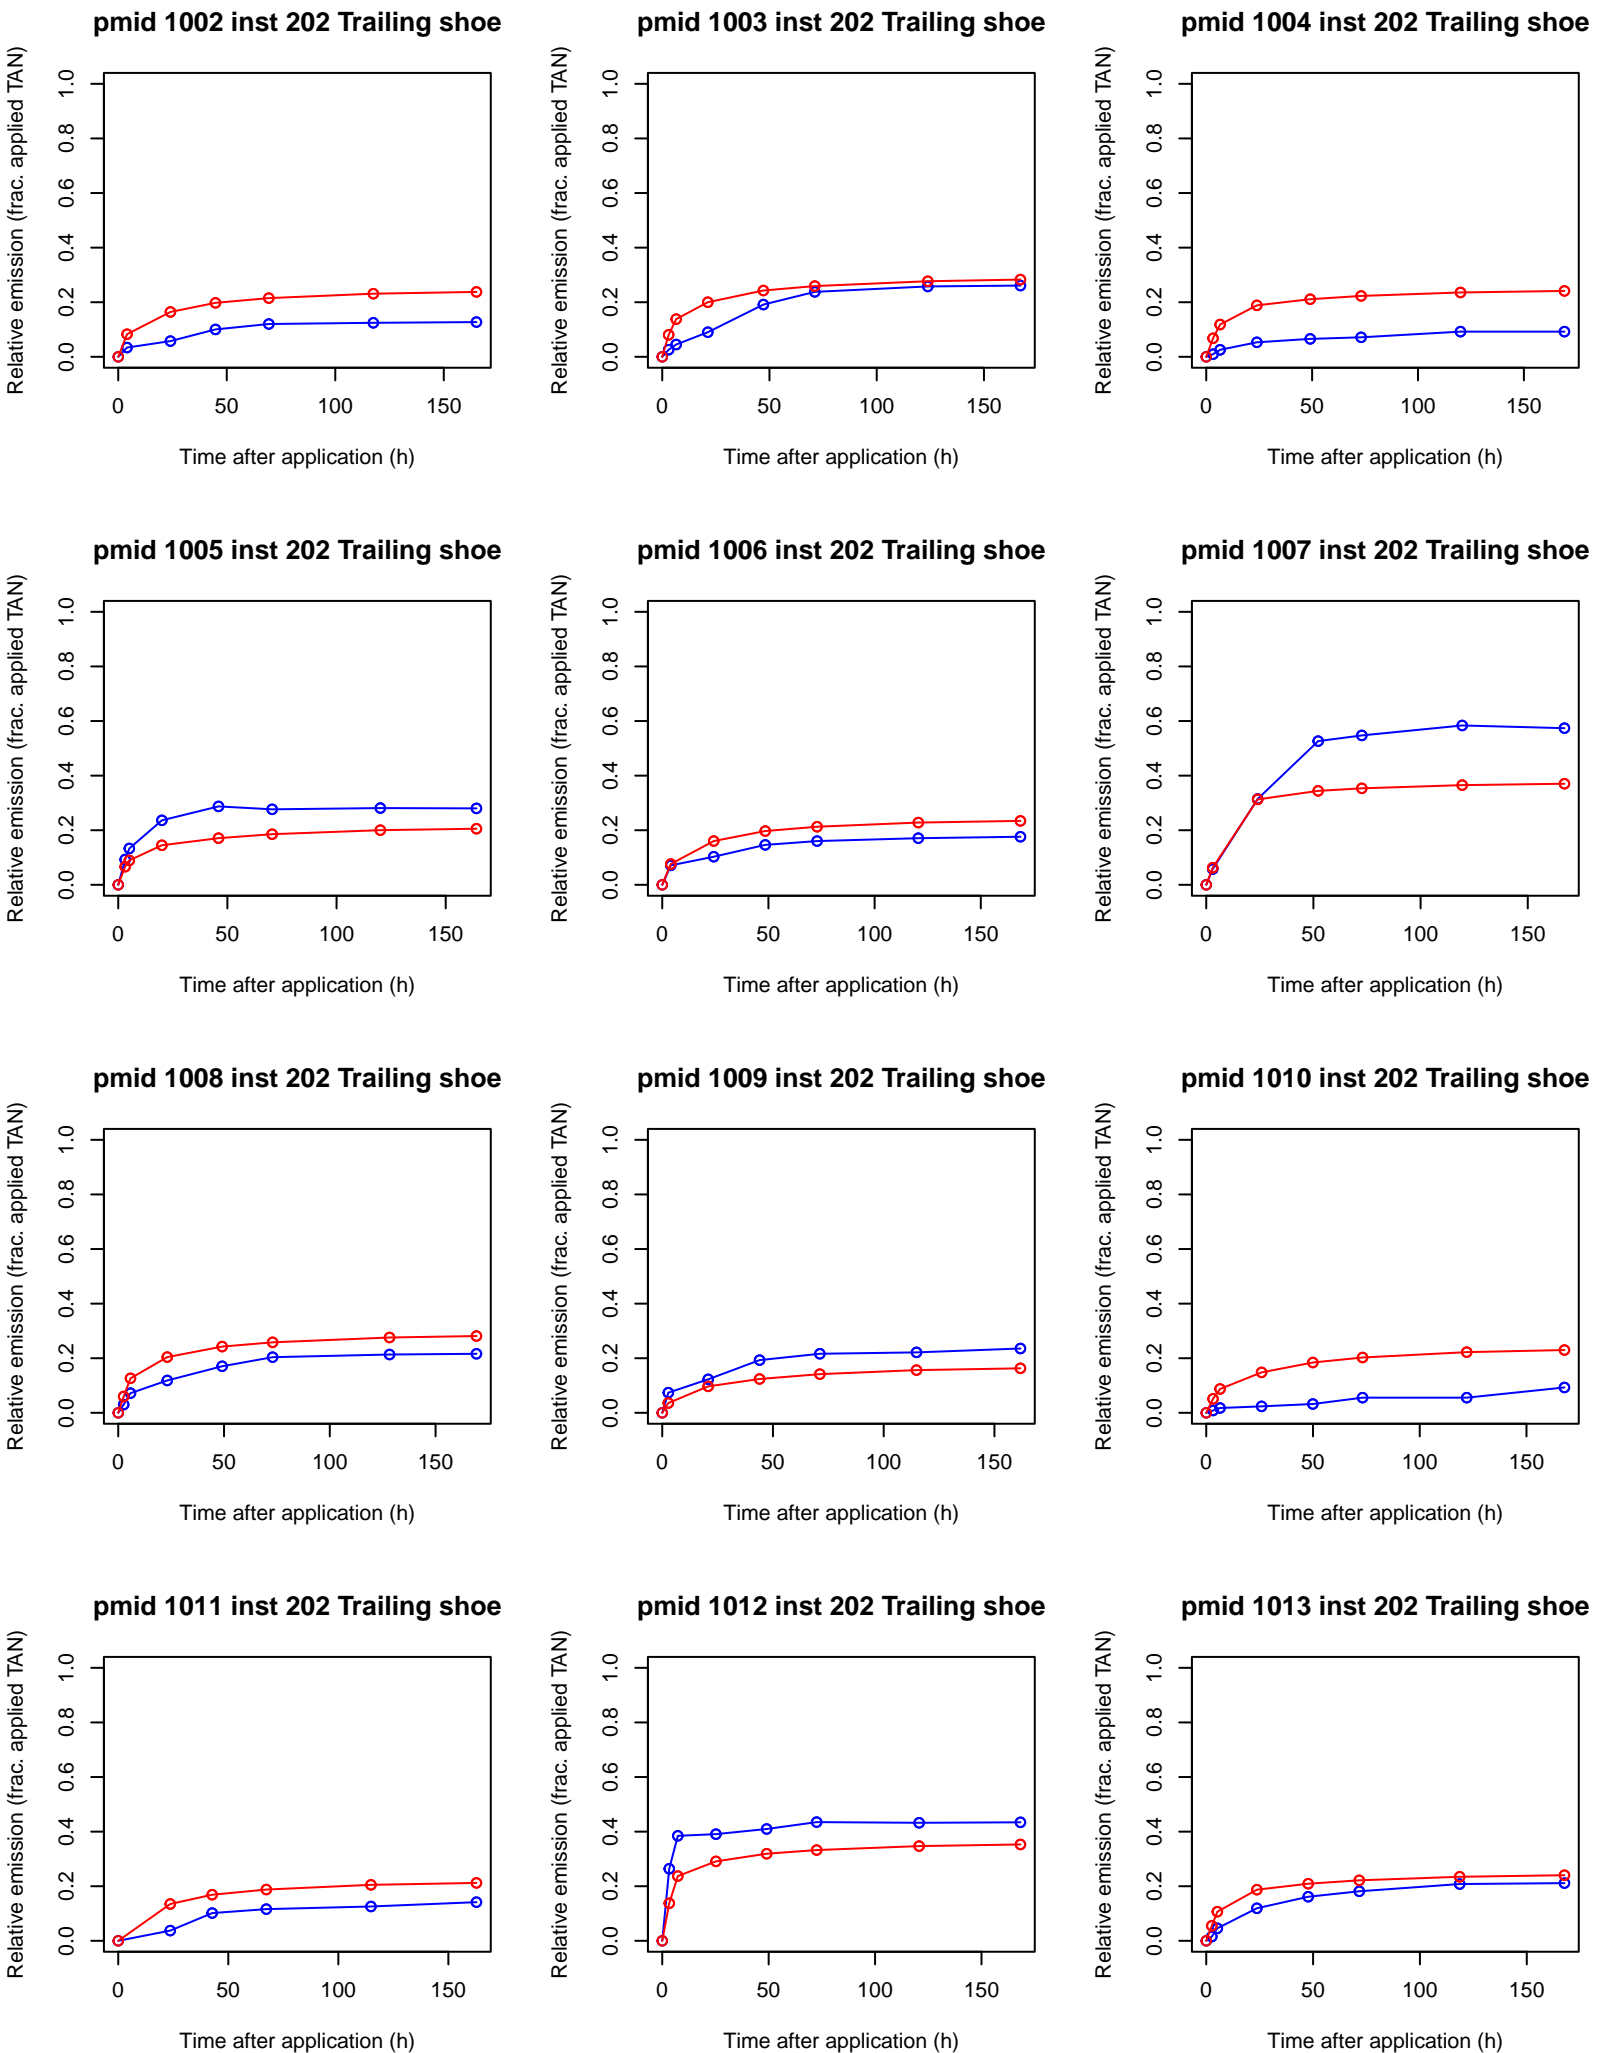 pmid 1002 inst 202 Trailing shoe
Relative emission (frac. applied TAN)
1.0
0.8
0.6
0.4
0.2
0.0
0 50 100 150
Time after application (h)
pmid 1003 inst 202 Trailing shoe
Relative emission (frac. applied TAN)
1.0
0.8
0.6
0.4
0.2
0.0
0 50 100 150
Time after application (h)
pmid 1004 inst 202 Trailing shoe
Relative emission (frac. applied TAN)
1.0
0.8
0.6
0.4
0.2
0.0
0 50 100 150
Time after application (h)
pmid 1005 inst 202 Trailing shoe
Relative emission (frac. applied TAN)
1.0
0.8
0.6
0.4
0.2
0.0
0 50 100 150
Time after application (h)
pmid 1006 inst 202 Trailing shoe
Relative emission (frac. applied TAN)
1.0
0.8
0.6
0.4
0.2
0.0
0 50 100 150
Time after application (h)
pmid 1007 inst 202 Trailing shoe
Relative emission (frac. applied TAN)
1.0
0.8
0.6
0.4
0.2
0.0
0 50 100 150
Time after application (h)
pmid 1008 inst 202 Trailing shoe
Relative emission (frac. applied TAN)
1.0
0.8
0.6
0.4
0.2
0.0
0 50 100 150
Time after application (h)
pmid 1009 inst 202 Trailing shoe
Relative emission (frac. applied TAN)
1.0
0.8
0.6
0.4
0.2
0.0
0 50 100 150
Time after application (h)
pmid 1010 inst 202 Trailing shoe
Relative emission (frac. applied TAN)
1.0
0.8
0.6
0.4
0.2
0.0
0 50 100 150
Time after application (h)
pmid 1011 inst 202 Trailing shoe
Relative emission (frac. applied TAN)
1.0
0.8
0.6
0.4
0.2
0.0
0 50 100 150
Time after application (h)
pmid 1012 inst 202 Trailing shoe
Relative emission (frac. applied TAN)
1.0
0.8
0.6
0.4
0.2
0.0
0 50 100 150
Time after application (h)
pmid 1013 inst 202 Trailing shoe
Relative emission (frac. applied TAN)
1.0
0.8
0.6
0.4
0.2
0.0
0 50 100 150
Time after application (h)